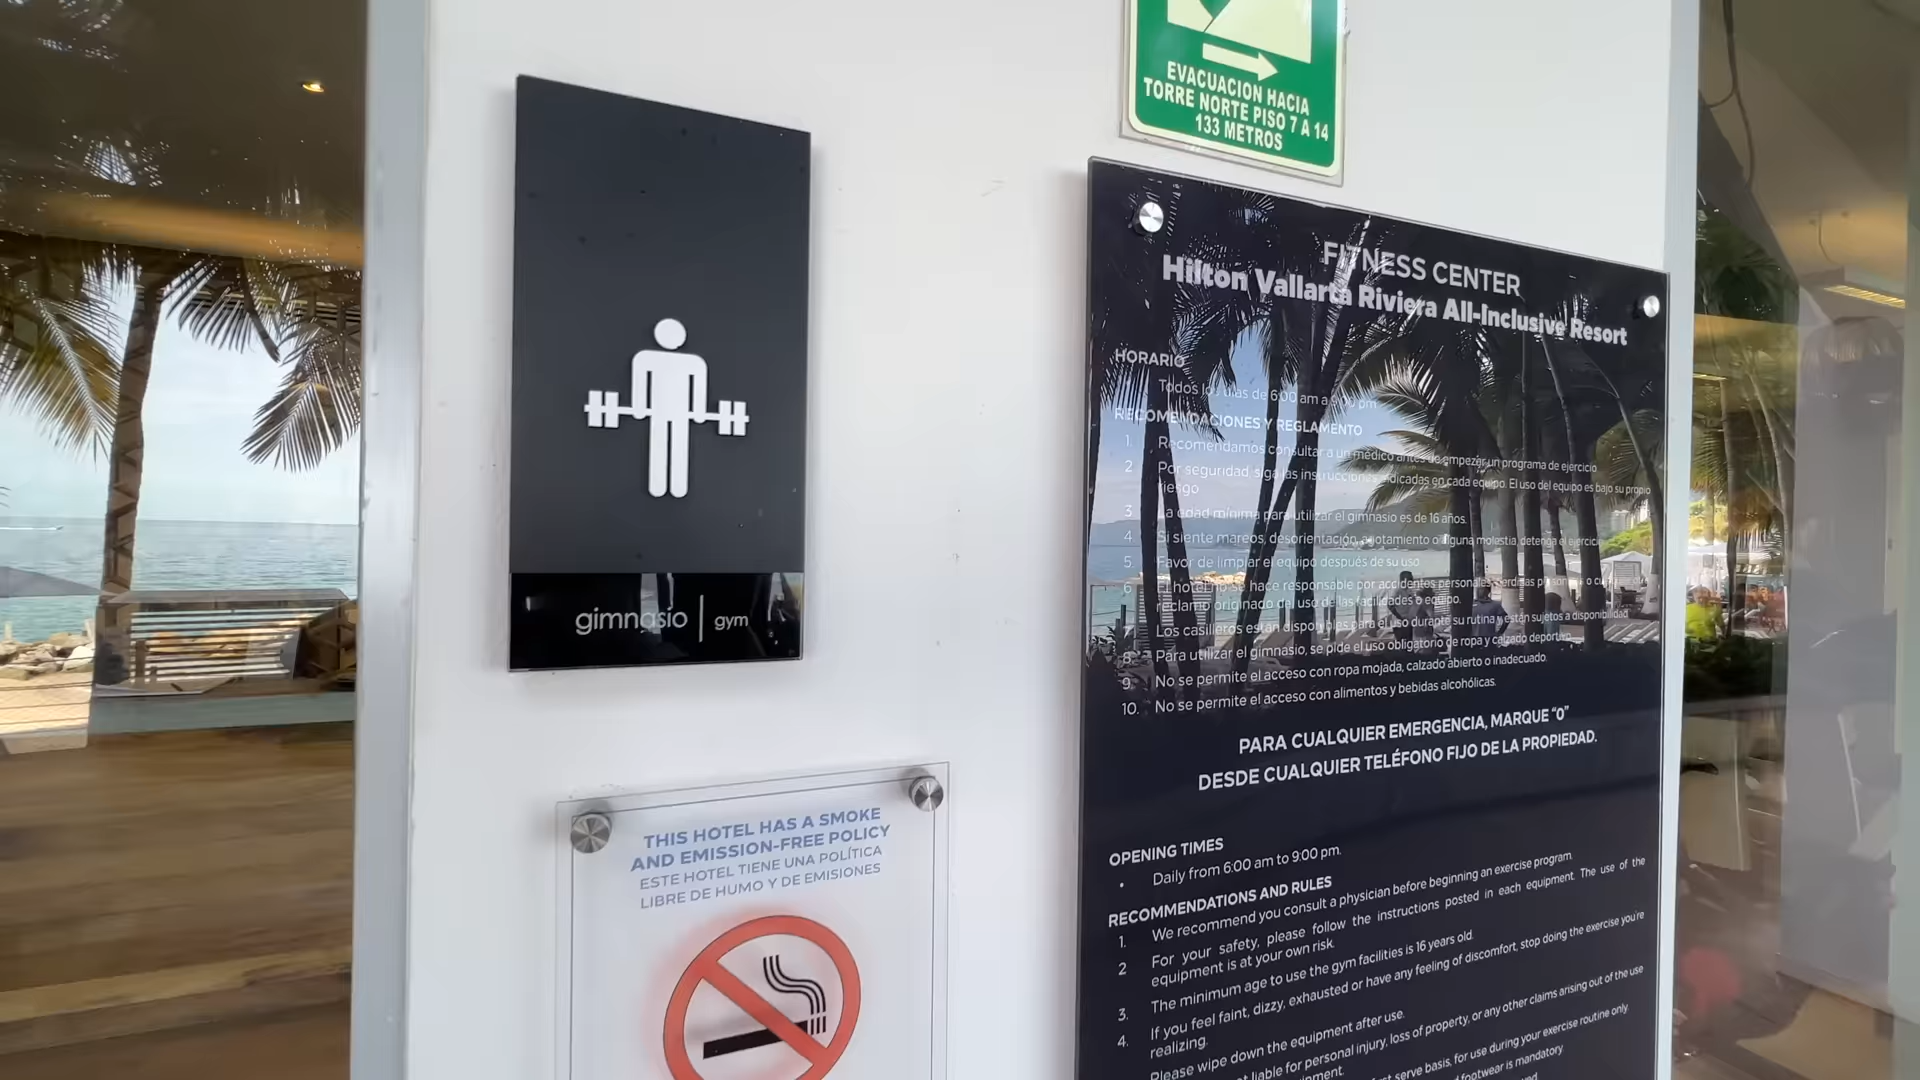 EVACUACION HACIA
TORRE NORTE PISO 7 A 14
133 METROS
gimnasio | gym
THIS HOTEL HAS A SMOKE
AND EMISSION-FREE POLICY
ESTE HOTEL TIENE UNA POLÍTICA
LIBRE DE HUMO Y DE EMISIONES
FITNESS CENTER
Hilton Vallarta Riviera All-Inclusive Resort
HORARIO
Todos los días de 6:00 am a 9:00 pm
RECOMENDACIONES Y REGLAMENTO
1. Recomendamos consultar a un médico antes de empezar un programa de ejercicio
2. Por seguridad, siga las instrucciones indicadas en cada equipo. El uso del equipo es bajo su propio
riesgo
3. La edad mínima para utilizar el gimnasio es de 16 años.
4. Si siente mareos, desorientación, agotamiento o alguna molestia, detenga el ejercicio
5. Favor de limpiar el equipo después de su uso
6. El hotel no se hace responsable por accidentes personales, perdidas personales o cualquier otro
reclamo originado del uso de las facilidades o equipo.
7. Los casilleros están disponibles para el uso durante su rutina y están sujetos a disponibilidad
8. Para utilizar el gimnasio, se pide el uso obligatorio de ropa y calzado deportivo
9. No se permite el acceso con ropa mojada, calzado abierto o inadecuado.
10. No se permite el acceso con alimentos y bebidas alcohólicas.
PARA CUALQUIER EMERGENCIA, MARQUE “0”
DESDE CUALQUIER TELÉFONO FIJO DE LA PROPIEDAD.
OPENING TIMES
• Daily from 6:00 am to 9:00 pm.
RECOMMENDATIONS AND RULES
1. We recommend you consult a physician before beginning an exercise program.
2 For your safety, please follow the instructions posted in each equipment. The use of the
equipment is at your own risk.
3. The minimum age to use the gym facilities is 16 years old.
4. If you feel faint, dizzy, exhausted or have any feeling of discomfort, stop doing the exercise you're
realizing.
Please wipe down the equipment after use.
liable for personal injury, loss of property, or any other claims arising out of the use
serve basis, for use during your exercise routine only
footwear is mandatory